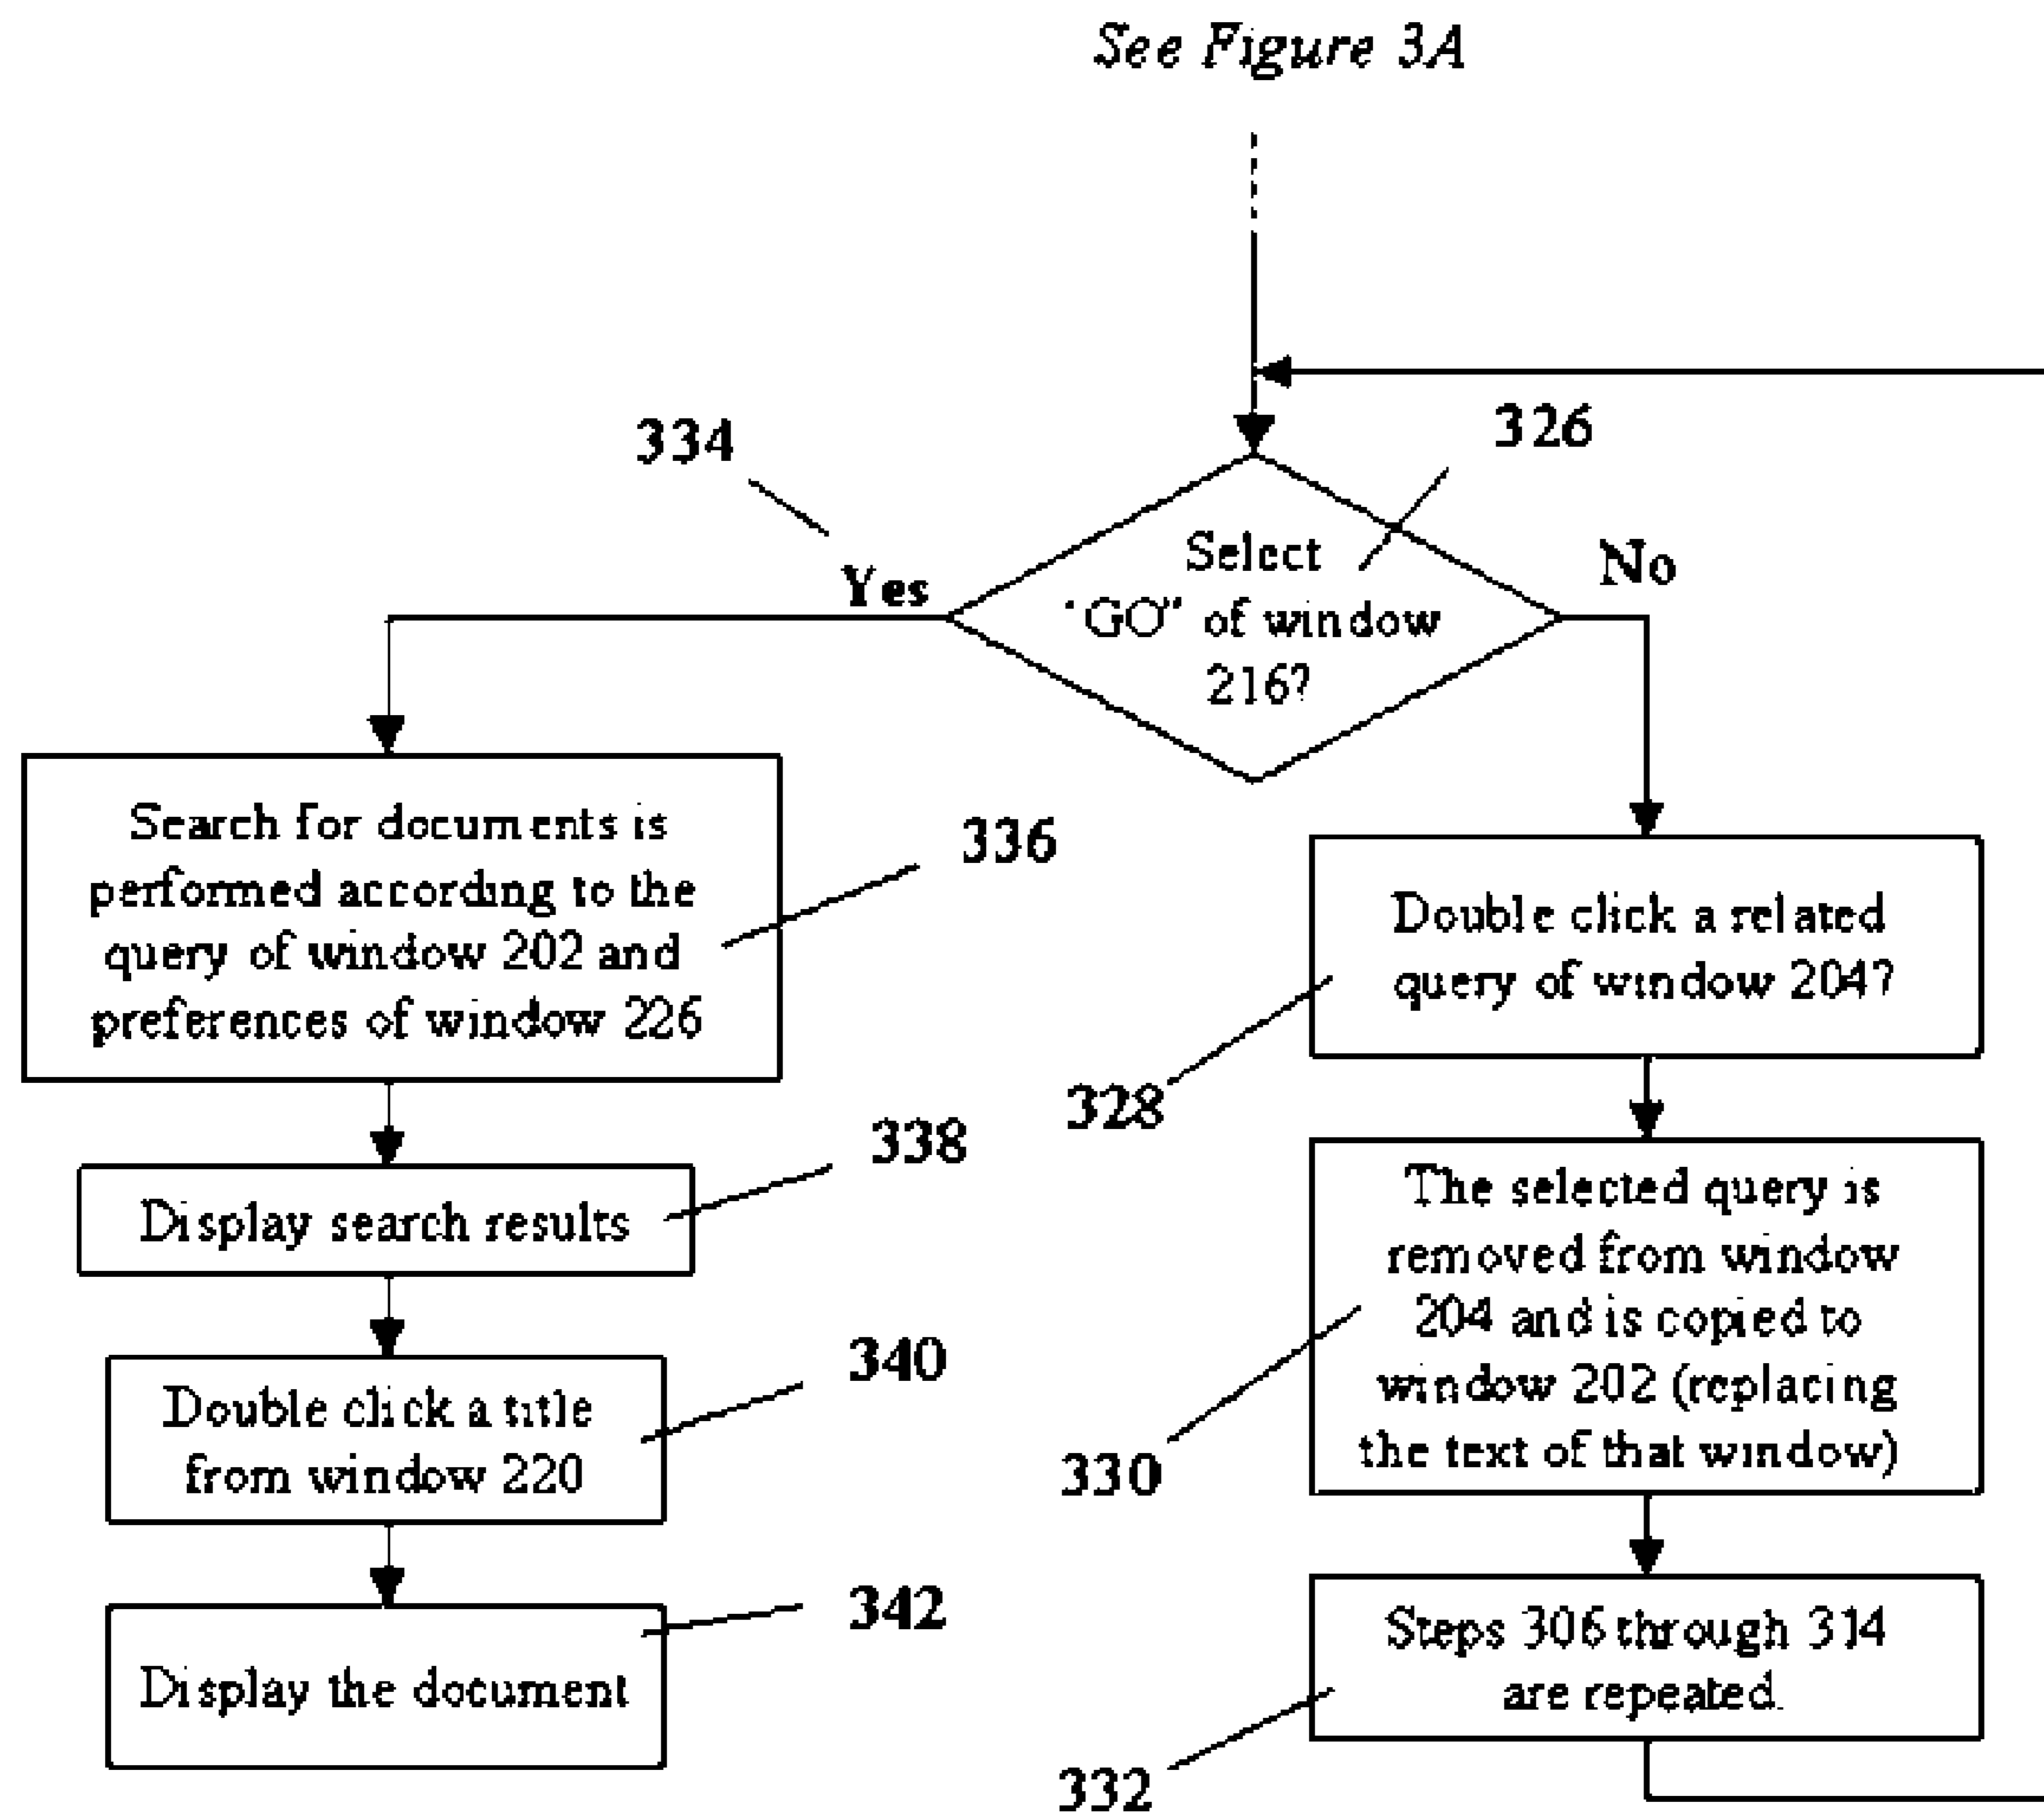 See Figure 3A
334
326
Yes
No
Select
"GO" of window
216?
Search for documents is
performed according to the
query of window 202 and
preferences of window 226
336
Double click a related
query of window 204?
328
Display search results
338
The selected query is
removed from window
204 and is copied to
window 202 (replacing
the text of that window)
330
Double click a title
from window 220
340
Display the document
342
Steps 306 through 314
are repeated.
332